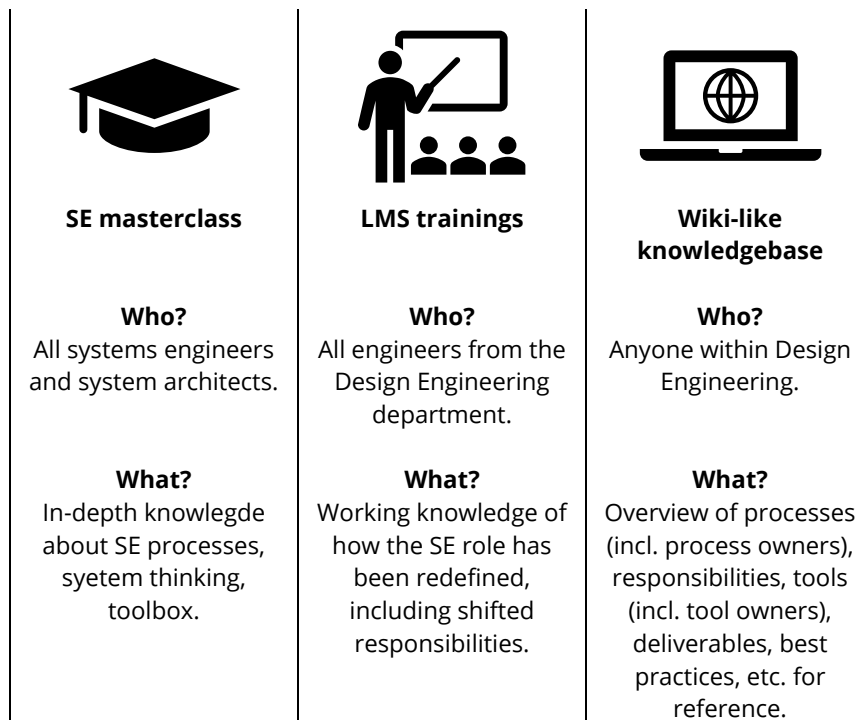 SE masterclass
Who?
All systems engineers
and system architects.
What?
In-depth knowlegde
about SE processes,
syetem thinking,
toolbox.
LMS trainings
Who?
All engineers from the
Design Engineering
department.
What?
Working knowledge of
how the SE role has
been redefined,
including shifted
responsibilities.
Wiki-like
knowledgebase
Who?
Anyone within Design
Engineering.
What?
Overview of processes
(incl. process owners),
responsibilities, tools
(incl. tool owners),
deliverables, best
practices, etc. for
reference.